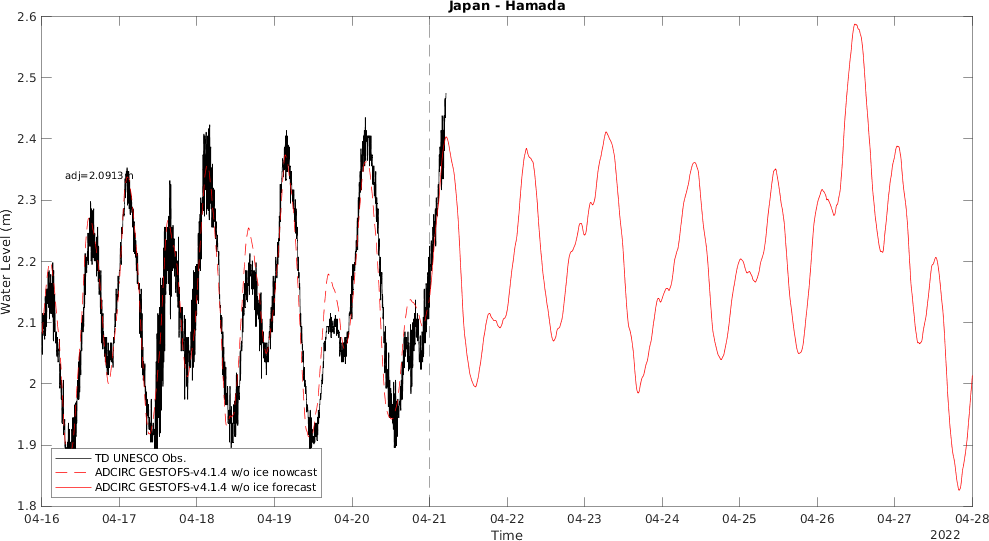 Japan - Hamada
2.6
2.5
2.4
2.3
2.2
2.1
2
1.9
1.8
Water Level (m)
adj=2.0913 m
TD UNESCO Obs.
ADCIRC GESTOFS-v4.1.4 w/o ice nowcast
ADCIRC GESTOFS-v4.1.4 w/o ice forecast
04-16 04-17 04-18 04-19 04-20 04-21 04-22 04-23 04-24 04-25 04-26 04-27 04-28
Time
2022